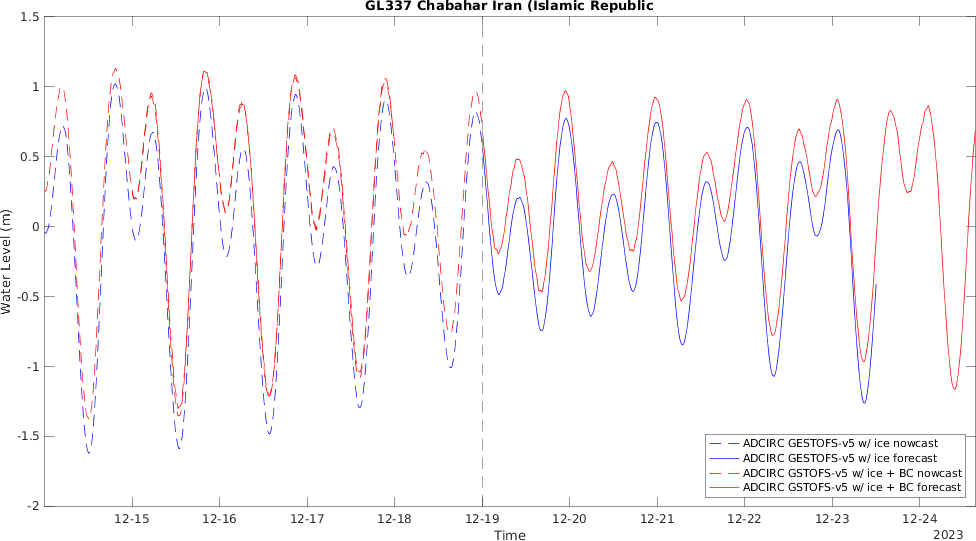 GL337 Chabahar Iran (Islamic Republic
1.5
1
0.5
0
-0.5
-1
-1.5
-2
Water Level (m)
12-15 12-16 12-17 12-18 12-19 12-20 12-21 12-22 12-23 12-24
Time
2023
ADCIRC GESTOFS-v5 w/ ice nowcast
ADCIRC GESTOFS-v5 w/ ice forecast
ADCIRC GSTOFS-v5 w/ ice + BC nowcast
ADCIRC GSTOFS-v5 w/ ice + BC forecast